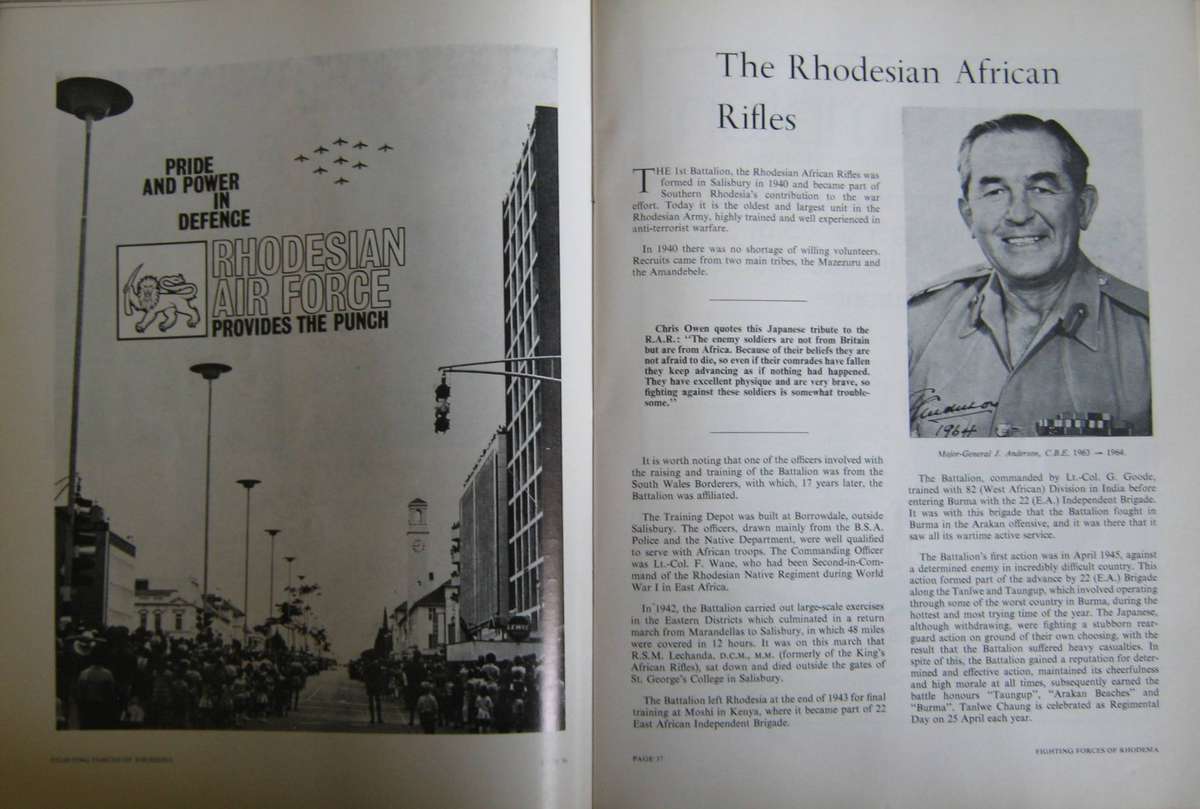 PRIDE
AND POWER
IN
DEFENCE
RHODESIAN
AIR FORCE
PROVIDES THE PUNCH
FIGHTING FORCES OF RHODESIA
The Rhodesian African
Rifles
THE 1st Battalion, the Rhodesian African Rifles was
formed in Salisbury in 1940 and became part of
Southern Rhodesia's contribution to the war
effort. Today it is the oldest and largest unit in the
Rhodesian Army, highly trained and well experienced in
anti-terrorist warfare.
In 1940 there was no shortage of willing volunteers.
Recruits came from two main tribes, the Mazezuru and
the Amandebele.
Chris Owen quotes this Japanese tribute to the
R.A.R.: "The enemy soldiers are not from Britain
but are from Africa. Because of their beliefs they are
not afraid to die, so even if their comrades have fallen
they keep advancing as if nothing had happened.
They have excellent physique and are very brave, so
fighting against these soldiers is somewhat trouble-
some."
It is worth noting that one of the officers involved with
the raising and training of the Battalion was from the
South Wales Borderers, with which, 17 years later, the
Battalion was affiliated.
The Training Depot was built at Borrowdale, outside
Salisbury. The officers, drawn mainly from the B.S.A.
Police and the Native Department, were well qualified
to serve with African troops. The Commanding Officer
was Lt.-Col. F. Wane, who had been Second-in-Com-
mand of the Rhodesian Native Regiment during World
War I in East Africa.
In 1942, the Battalion carried out large-scale exercises
in the Eastern Districts which culminated in a return
march from Marandellas to Salisbury, in which 48 miles
were covered in 12 hours. It was on this march that
R.S.M. Lechanda, D.C.M., M.M. (formerly of the King's
African Rifles), sat down and died outside the gates of
St. George's College in Salisbury.
The Battalion left Rhodesia at the end of 1943 for final
training at Moshi in Kenya, where it became part of 22
East African Independent Brigade.
PAGE 37
Anderson
1964
Major-General J. Anderson, C.B.E. 1963 — 1964.
The Battalion, commanded by Lt.-Col. G. Goode,
trained with 82 (West African) Division in India before
entering Burma with the 22 (E.A.) Independent Brigade.
It was with this brigade that the Battalion fought in
Burma in the Arakan offensive, and it was there that it
saw all its wartime active service.
The Battalion's first action was in April 1945, against
a determined enemy in incredibly difficult country. This
action formed part of the advance by 22 (E.A.) Brigade
along the Tanlwe and Taungup, which involved operating
through some of the worst country in Burma, during the
hottest and most trying time of the year. The Japanese,
although withdrawing, were fighting a stubborn rear-
guard action on ground of their own choosing, with the
result that the Battalion suffered heavy casualties. In
spite of this, the Battalion gained a reputation for deter-
mined and effective action, maintained its cheerfulness
and high morale at all times, subsequently earned the
battle honours "Taungup", "Arakan Beaches" and
"Burma". Tanlwe Chaung is celebrated as Regimental
Day on 25 April each year.
FIGHTING FORCES OF RHODESIA